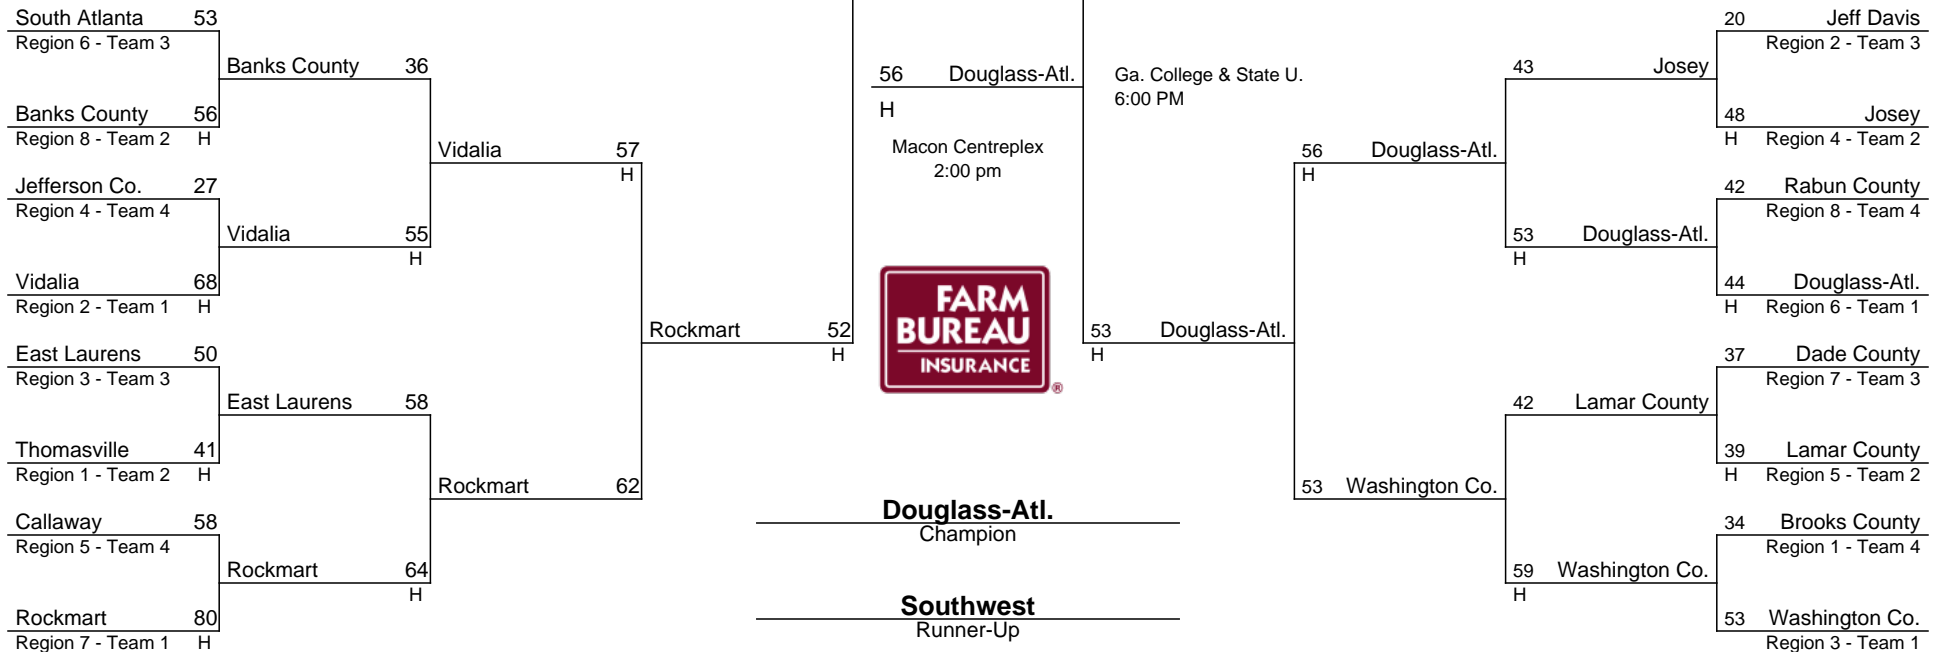 South Atlanta 53
Region 6 - Team 3
Banks County 36
Banks County 56
Region 8 - Team 2 H
Vidalia 57
H
Jefferson Co. 27
Region 4 - Team 4
Vidalia 55
H
Vidalia 68
Region 2 - Team 1 H
Rockmart 52
H
East Laurens 50
Region 3 - Team 3
East Laurens 58
Thomasville 41
Region 1 - Team 2 H
Rockmart 62
Callaway 58
Region 5 - Team 4
Rockmart 64
H
Rockmart 80
Region 7 - Team 1 H
56 Douglass-Atl.
H
Macon Centreplex
2:00 pm
Ga. College & State U.
6:00 PM
FARM
BUREAU
INSURANCE
®
Douglass-Atl.
Champion
Southwest
Runner-Up
53 Douglass-Atl.
H
56 Douglass-Atl.
H
53 Washington Co.
43 Josey
53 Douglass-Atl.
H
42 Lamar County
59 Washington Co.
H
20 Jeff Davis
Region 2 - Team 3
48 Josey
H Region 4 - Team 2
42 Rabun County
Region 8 - Team 4
44 Douglass-Atl.
H Region 6 - Team 1
37 Dade County
Region 7 - Team 3
39 Lamar County
H Region 5 - Team 2
34 Brooks County
Region 1 - Team 4
53 Washington Co.
Region 3 - Team 1